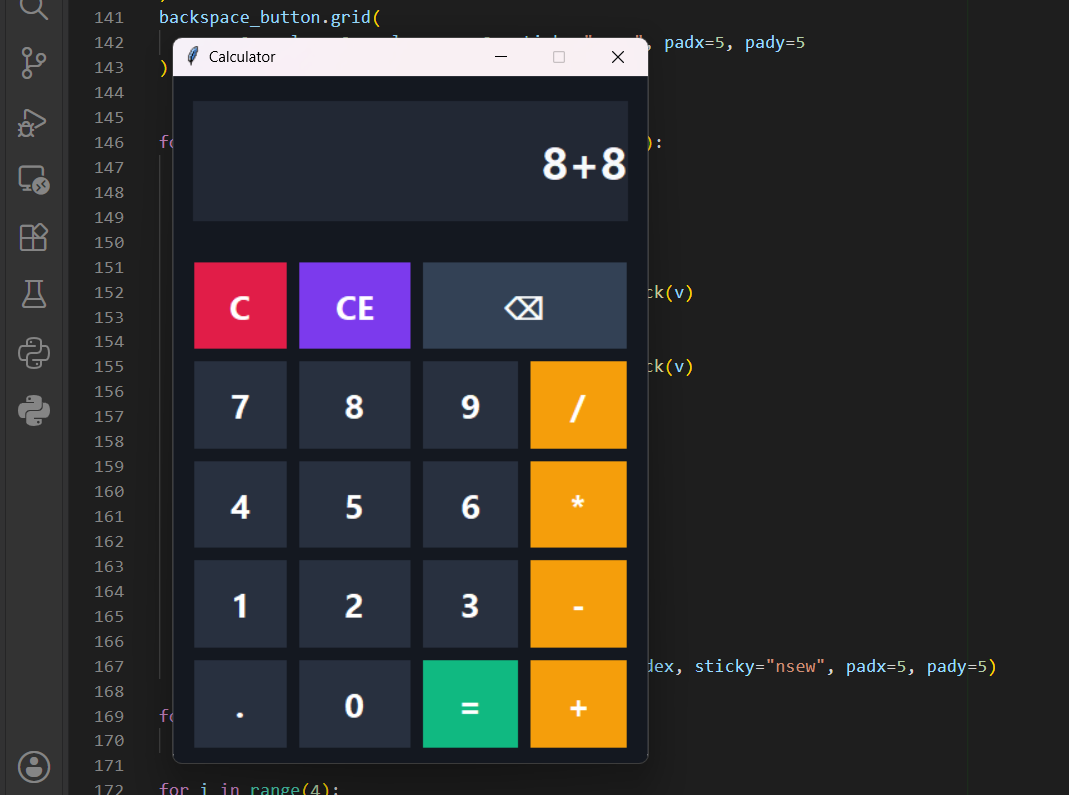 141 backspace_button.grid(
142 padx=5, pady=5
143 )
Calculator
144
145
146 ):
8+8
147
148
149
150
151
152 ck(v)
153
154
155 ck(v)
156
157
158
159
160
161
162
163
164
165
166
167 dex, sticky="nsew", padx=5, pady=5)
168
169
170
171
172 for i in range(4):
C CE ⌫
7 8 9 /
4 5 6 *
1 2 3 -
. 0 = +